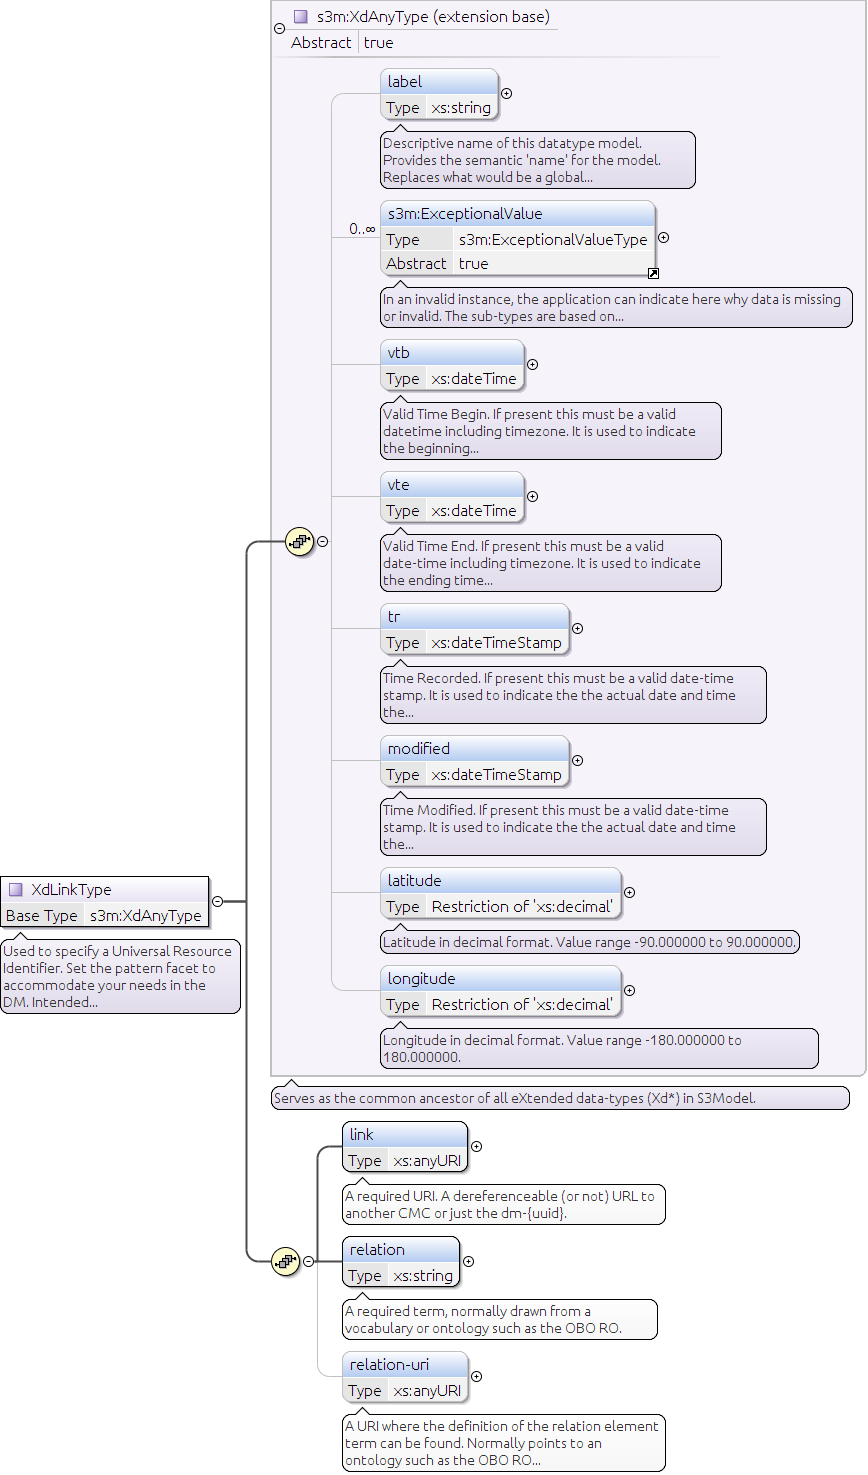 s3m:XdAnyType (extension base)
Abstract true
label
Type xs:string
Descriptive name of this datatype model.
Provides the semantic 'name' for the model.
Replaces what would be a global...
0..∞
s3m:ExceptionalValue
Type s3m:ExceptionalValueType
Abstract true
In an invalid instance, the application can indicate here why data is missing
or invalid. The sub-types are based on...
vtb
Type xs:dateTime
Valid Time Begin. If present this must be a valid
datetime including timezone. It is used to indicate
the beginning...
vte
Type xs:dateTime
Valid Time End. If present this must be a valid
date-time including timezone. It is used to indicate
the ending time...
tr
Type xs:dateTimeStamp
Time Recorded. If present this must be a valid date-time
stamp. It is used to indicate the the actual date and time
the...
modified
Type xs:dateTimeStamp
Time Modified. If present this must be a valid date-time
stamp. It is used to indicate the the actual date and time
the...
XdLinkType
Base Type s3m:XdAnyType
Used to specify a Universal Resource
Identifier. Set the pattern facet to
accommodate your needs in the
DM. Intended...
latitude
Type Restriction of 'xs:decimal'
Latitude in decimal format. Value range -90.000000 to 90.000000.
longitude
Type Restriction of 'xs:decimal'
Longitude in decimal format. Value range -180.000000 to
180.000000.
Serves as the common ancestor of all eXtended data-types (Xd*) in S3Model.
link
Type xs:anyURI
A required URI. A dereferenceable (or not) URL to
another CMC or just the dm-{uuid}.
relation
Type xs:string
A required term, normally drawn from a
vocabulary or ontology such as the OBO RO.
relation-uri
Type xs:anyURI
A URI where the definition of the relation element
term can be found. Normally points to an
ontology such as the OBO RO...